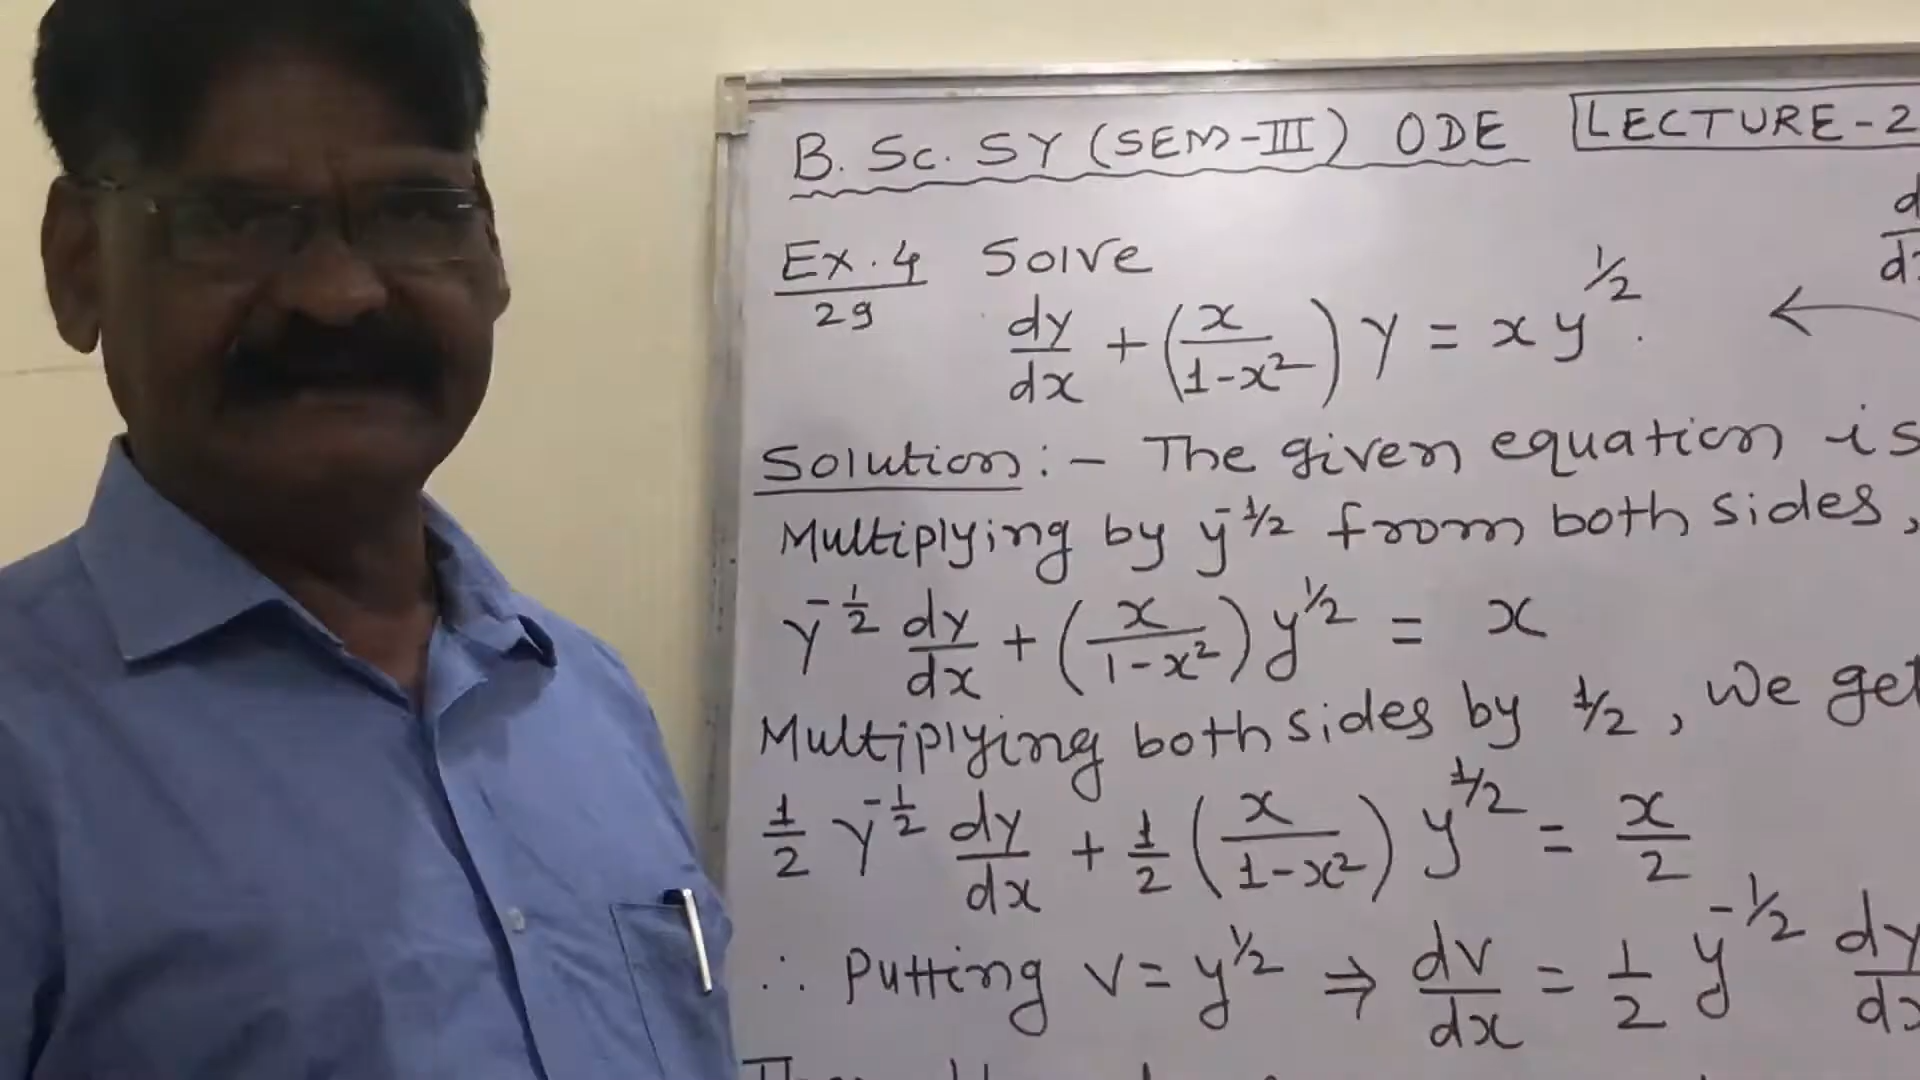 B. Sc. SY (SEM-III) ODE LECTURE-2
Ex. 4/29 Solve
dy/dx + (x/(1-x²)) y = x y^1/2.
Solution:- The given equation is
Multiplying by y^-1/2 from both sides,
y^-1/2 dy/dx + (x/(1-x²)) y^1/2 = x
Multiplying both sides by 1/2, we get
1/2 y^-1/2 dy/dx + 1/2 (x/(1-x²)) y^1/2 = x/2
∴ Putting v = y^1/2 ⇒ dv/dx = 1/2 y^-1/2 dy/dx